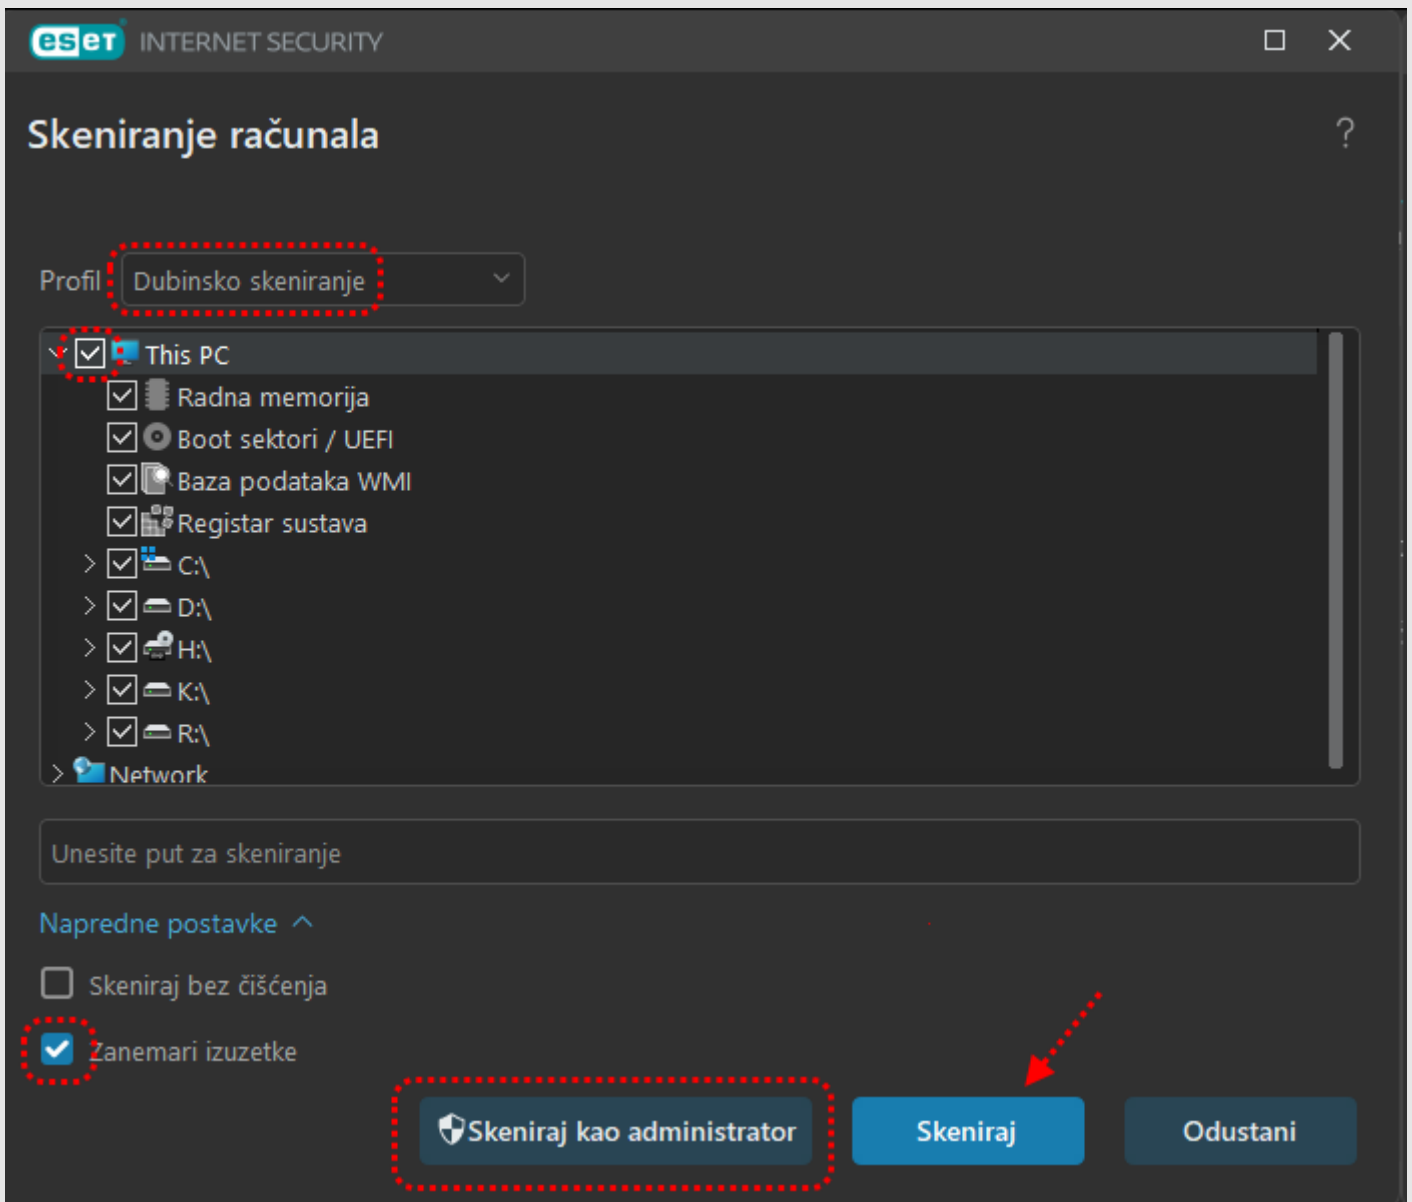 eset INTERNET SECURITY
Skeniranje računala
?
Profil Dubinsko skeniranje
This PC
Radna memorija
Boot sektori / UEFI
Baza podataka WMI
Registar sustava
C:\
D:\
H:\
K:\
R:\
Network
Unesite put za skeniranje
Napredne postavke
Skeniraj bez čišćenja
Zanemari izuzetke
Skeniraj kao administrator Skeniraj Odustani